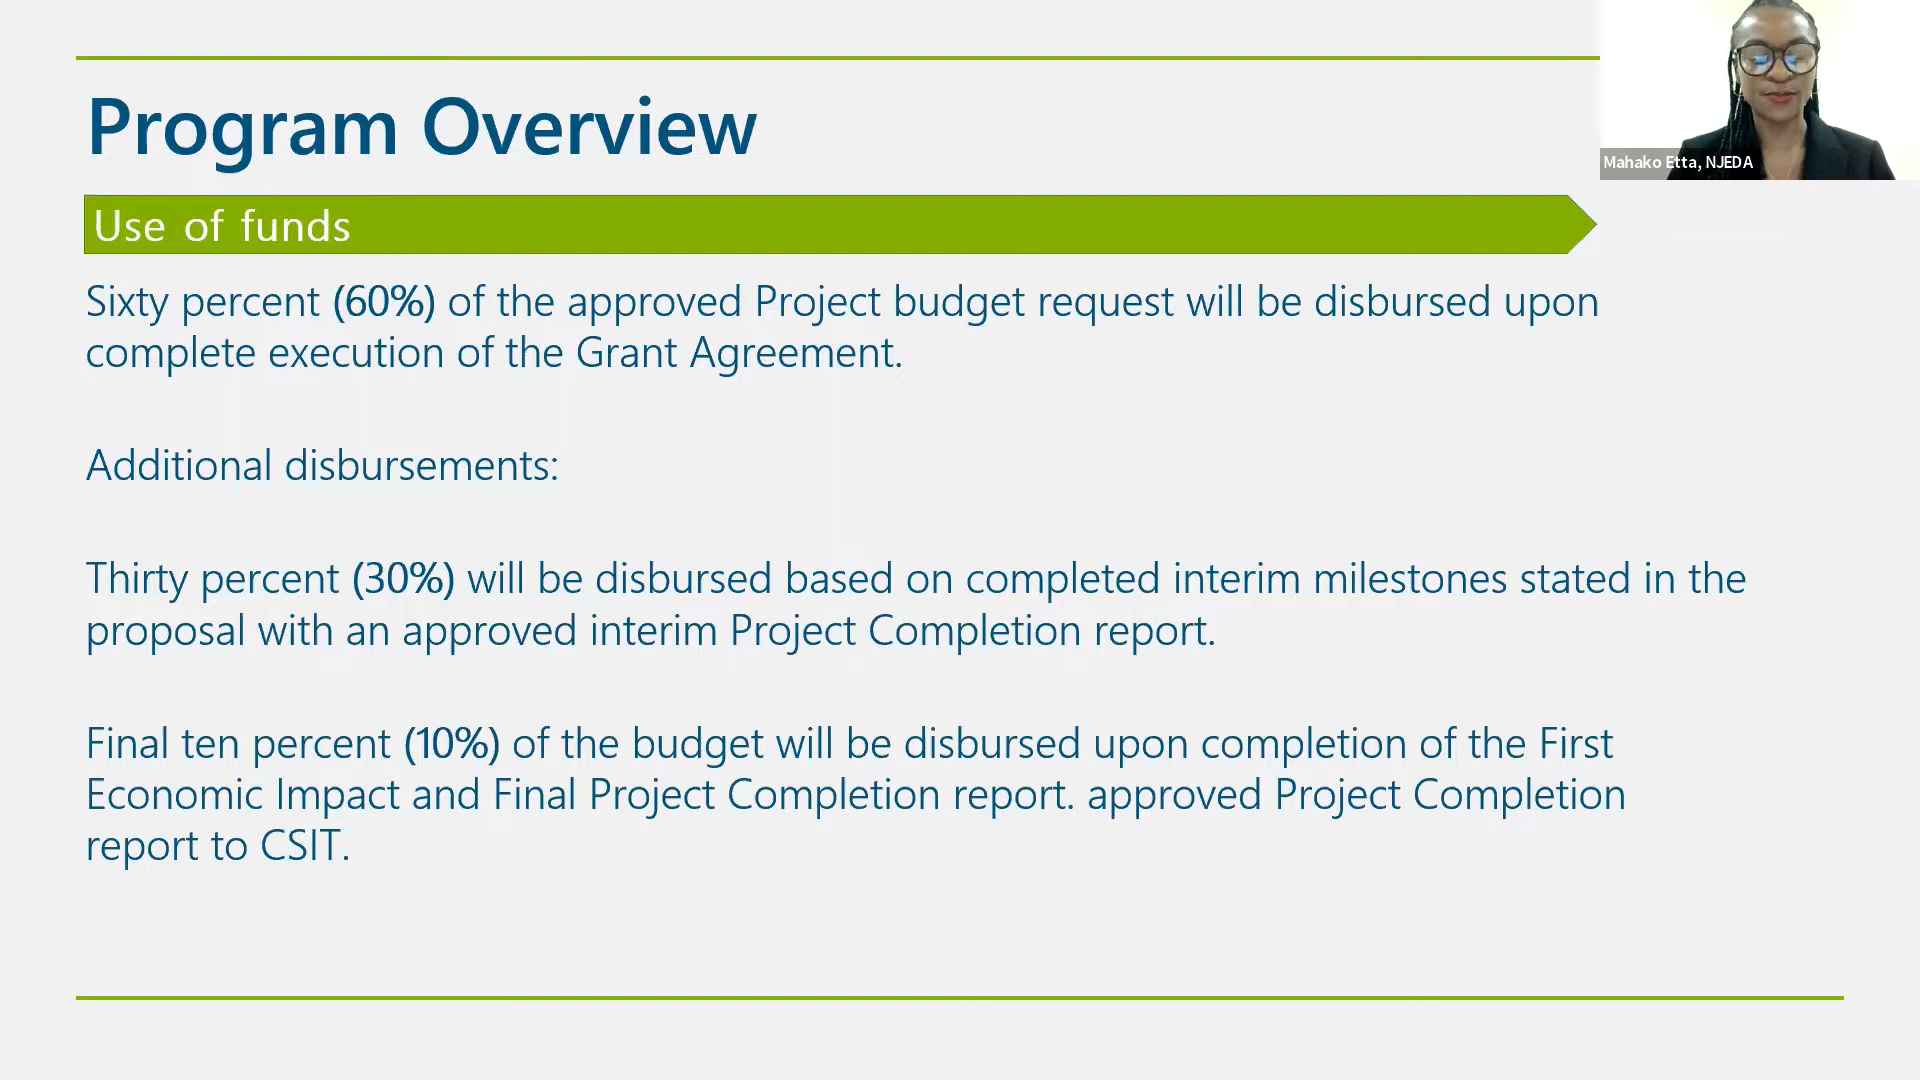 Program Overview
Mahako Etta, NJEDA
Use of funds
Sixty percent (60%) of the approved Project budget request will be disbursed upon
complete execution of the Grant Agreement.
Additional disbursements:
Thirty percent (30%) will be disbursed based on completed interim milestones stated in the
proposal with an approved interim Project Completion report.
Final ten percent (10%) of the budget will be disbursed upon completion of the First
Economic Impact and Final Project Completion report. approved Project Completion
report to CSIT.